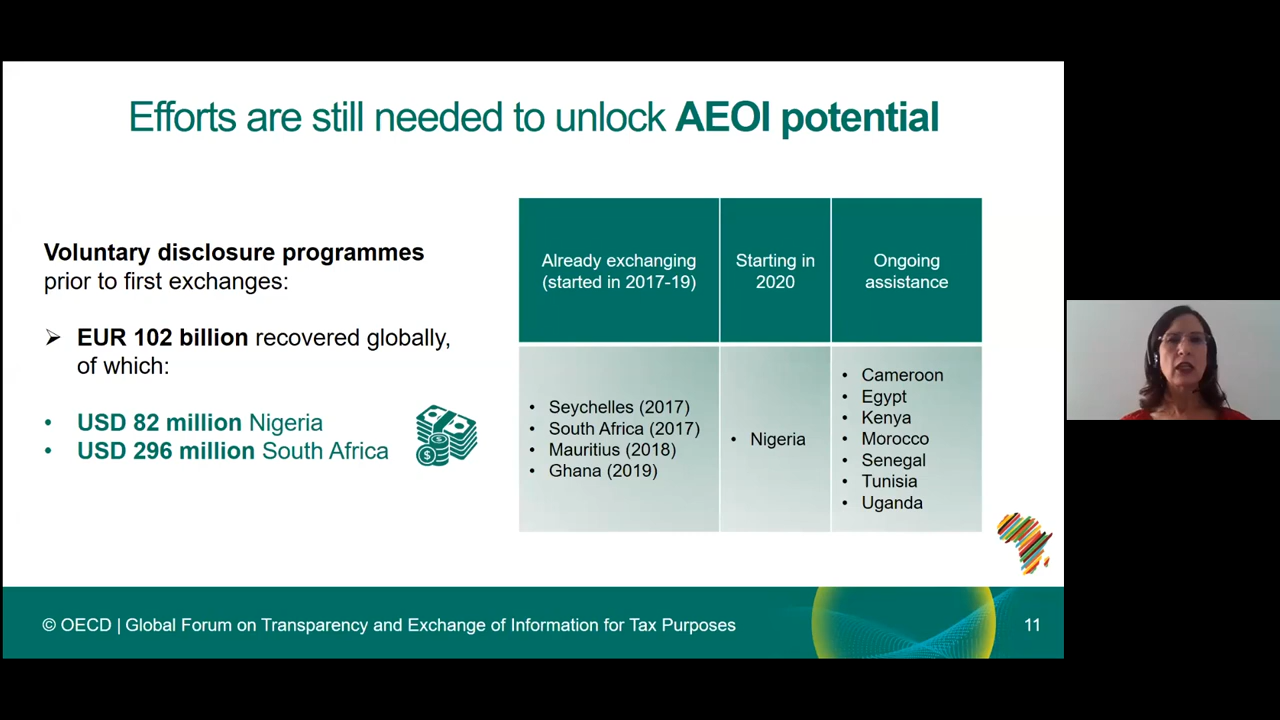 Efforts are still needed to unlock AEOI potential
Voluntary disclosure programmes
prior to first exchanges:
➢ EUR 102 billion recovered globally,
of which:
• USD 82 million Nigeria
• USD 296 million South Africa
Already exchanging
(started in 2017-19)
Starting in
2020
Ongoing
assistance
• Seychelles (2017)
• South Africa (2017)
• Mauritius (2018)
• Ghana (2019)
• Nigeria
• Cameroon
• Egypt
• Kenya
• Morocco
• Senegal
• Tunisia
• Uganda
© OECD | Global Forum on Transparency and Exchange of Information for Tax Purposes
11